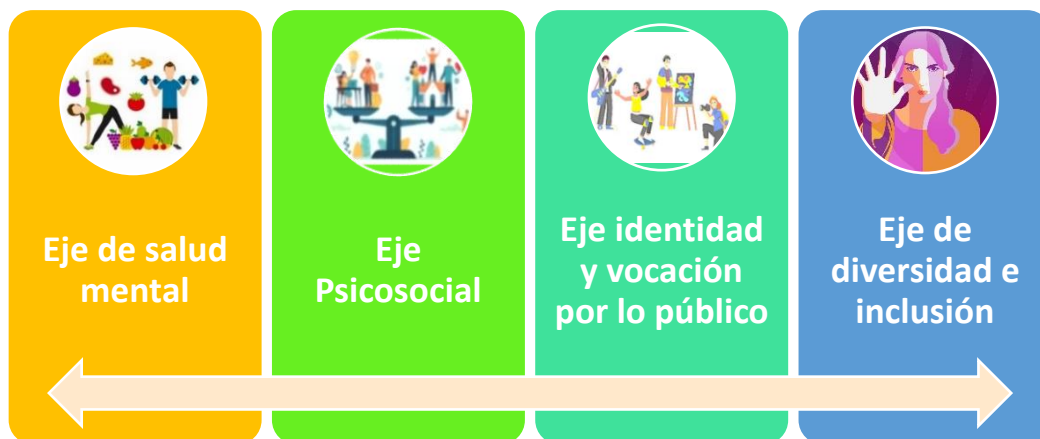 Eje de salud
mental
Eje
Psicosocial
Eje identidad
y vocación
por lo público
Eje de
diversidad e
inclusión